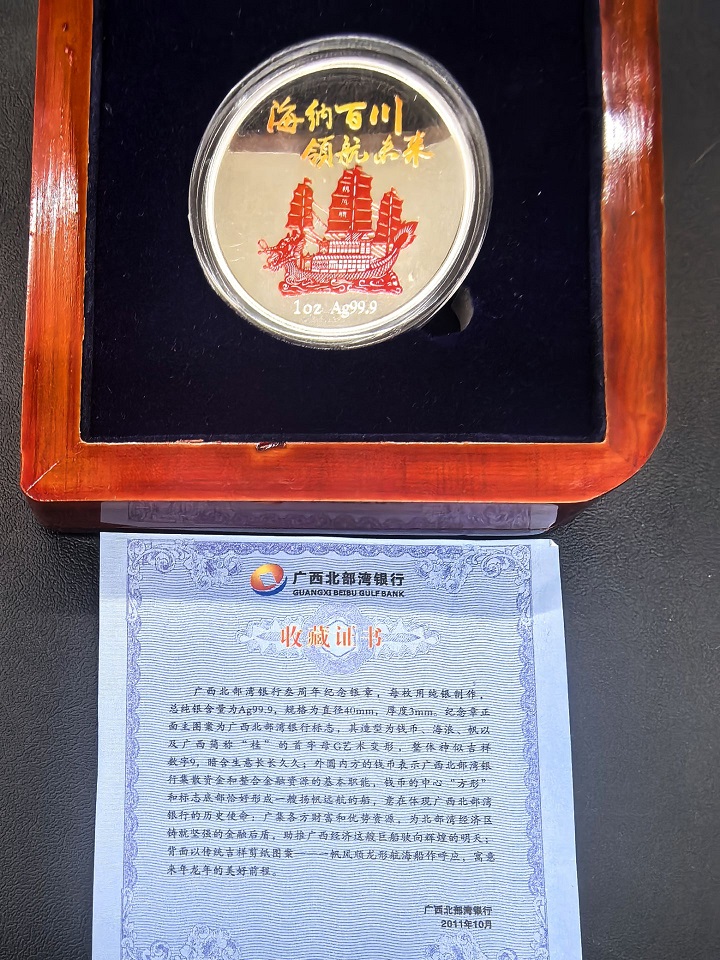 海纳百川
领航未来
一帆风顺
1oz Ag99.9
广西北部湾银行
GUANGXI BEIBU GULF BANK
收藏证书
广西北部湾银行叁周年纪念银章，每枚用纯银制作，
总纯银含量为Ag99.9，规格为直径40mm，厚度3mm。纪念章正
面主图案为广西北部湾银行标志，其造型为钱币、海浪、帆以
及广西简称“桂”的首字母G艺术变形，整体神似吉祥
数字9，暗含生意长长久久；外圆内方的钱币表示广西北部湾银
行集散资金和整合金融资源的基本职能，钱币的中心“方形”
和标志底部恰好形成一艘扬帆远航的船，意在体现广西北部湾
银行的历史使命：广集各方财富和优势资源，为北部湾经济区
铸就坚强的金融后盾，助推广西经济这艘巨船驶向辉煌的明天；
背面以传统吉祥剪纸图案———一帆风顺龙形航海船作呼应，寓意
来年龙年的美好前程。
广西北部湾银行
2011年10月